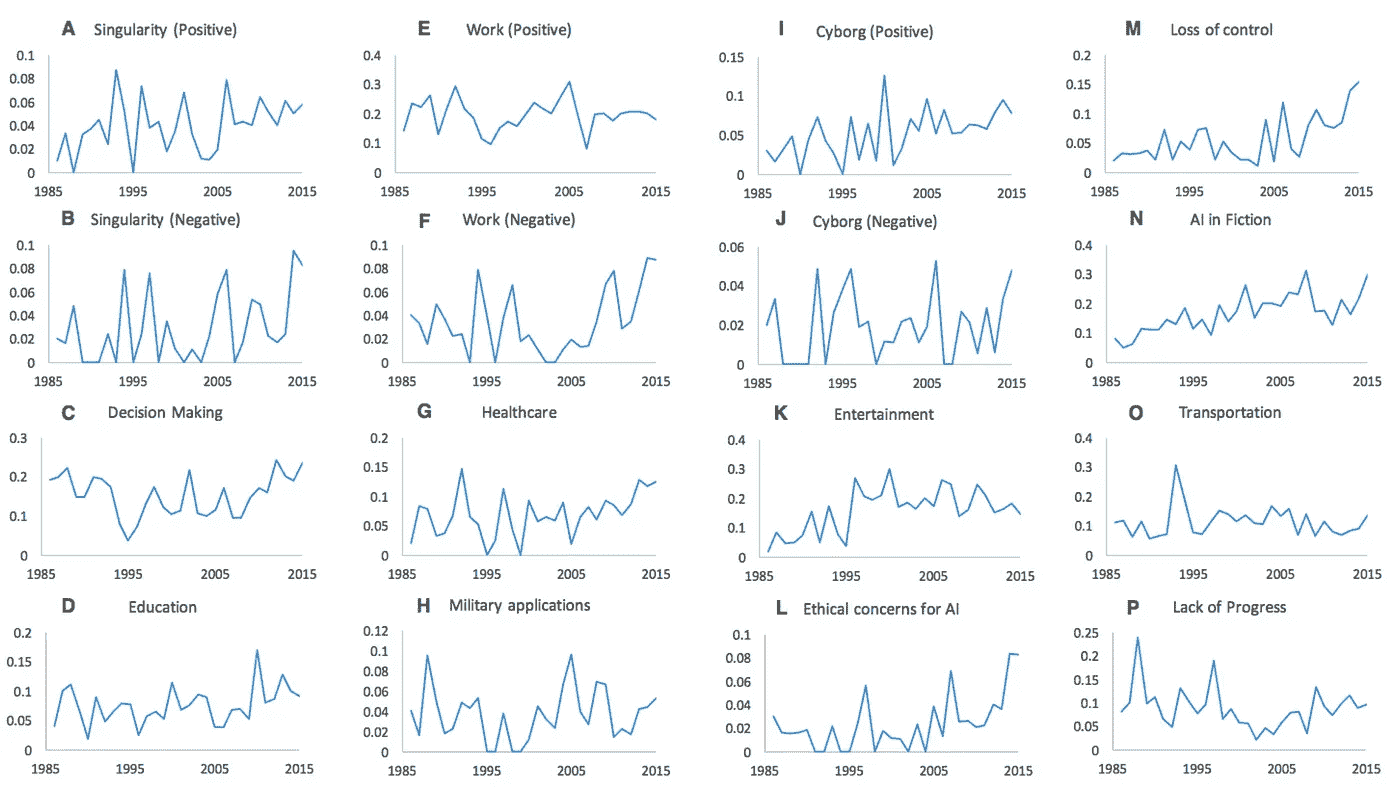 A Singularity (Positive)
0.1
0.08
0.06
0.04
0.02
0
1985 1995 2005 2015
B Singularity (Negative)
0.1
0.08
0.06
0.04
0.02
0
1985 1995 2005 2015
C Decision Making
0.3
0.2
0.1
0
1985 1995 2005 2015
D Education
0.2
0.15
0.1
0.05
0
1985 1995 2005 2015
E Work (Positive)
0.4
0.3
0.2
0.1
0
1985 1995 2005 2015
F Work (Negative)
0.1
0.08
0.06
0.04
0.02
0
1985 1995 2005 2015
G Healthcare
0.2
0.15
0.1
0.05
0
1985 1995 2005 2015
H Military applications
0.12
0.1
0.08
0.06
0.04
0.02
0
1985 1995 2005 2015
I Cyborg (Positive)
0.15
0.1
0.05
0
1985 1995 2005 2015
J Cyborg (Negative)
0.06
0.04
0.02
0
1985 1995 2005 2015
K Entertainment
0.4
0.3
0.2
0.1
0
1985 1995 2005 2015
L Ethical concerns for AI
0.1
0.08
0.06
0.04
0.02
0
1985 1995 2005 2015
M Loss of control
0.2
0.15
0.1
0.05
0
1985 1995 2005 2015
N AI in Fiction
0.4
0.3
0.2
0.1
0
1985 1995 2005 2015
O Transportation
0.4
0.3
0.2
0.1
0
1985 1995 2005 2015
P Lack of Progress
0.25
0.2
0.15
0.1
0.05
0
1985 1995 2005 2015